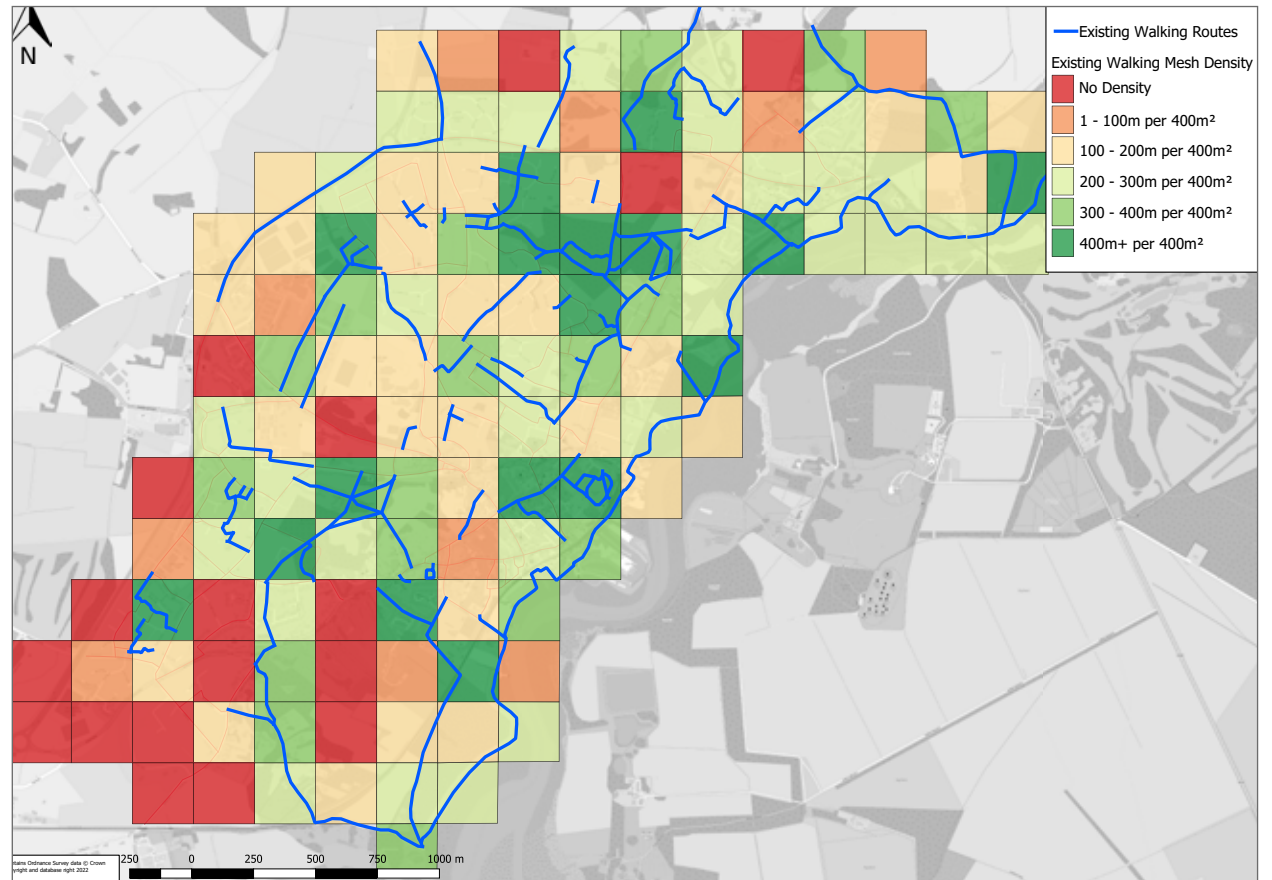 N
Existing Walking Routes
Existing Walking Mesh Density
No Density
1 - 100m per 400m²
100 - 200m per 400m²
200 - 300m per 400m²
300 - 400m per 400m²
400m+ per 400m²
tains Ordnance Survey data © Crown
yright and database right 2022
250 0 250 500 750 1000 m